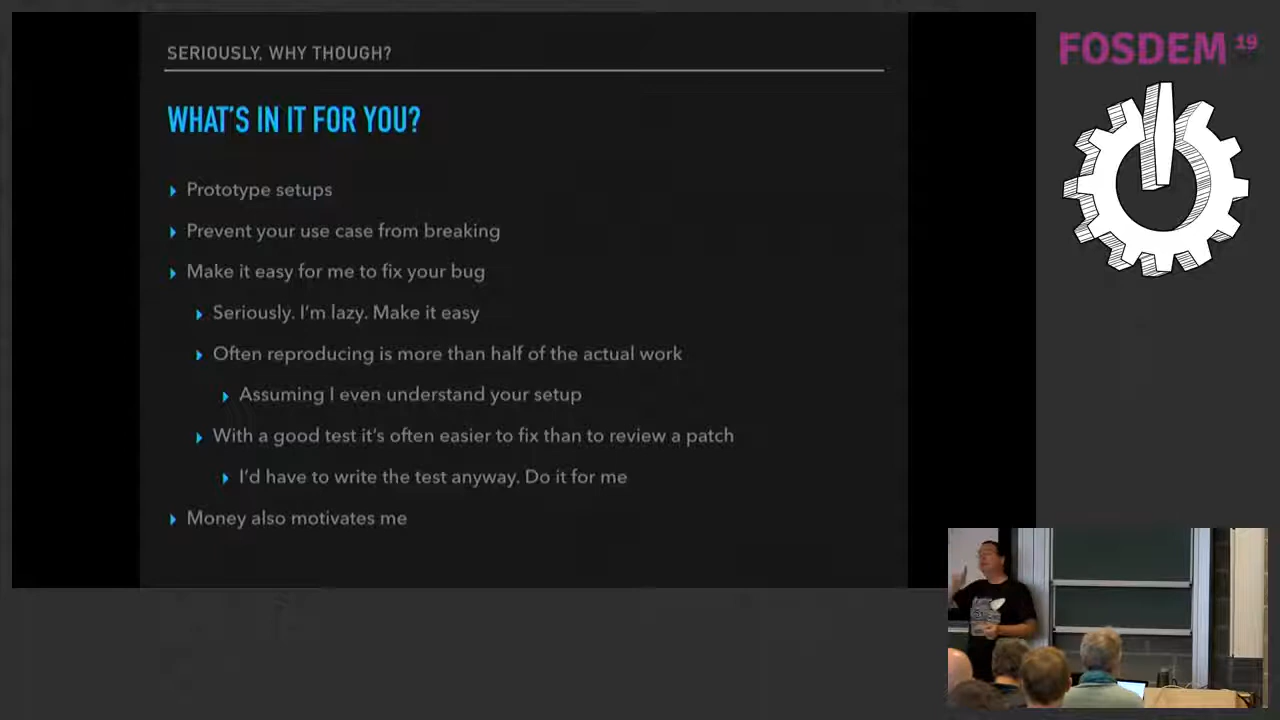 SERIOUSLY, WHY THOUGH?
WHAT'S IN IT FOR YOU?
Prototype setups
Prevent your use case from breaking
Make it easy for me to fix your bug
Seriously. I'm lazy. Make it easy
Often reproducing is more than half of the actual work
Assuming I even understand your setup
With a good test it's often easier to fix than to review a patch
I'd have to write the test anyway. Do it for me
Money also motivates me
FOSDEM 19